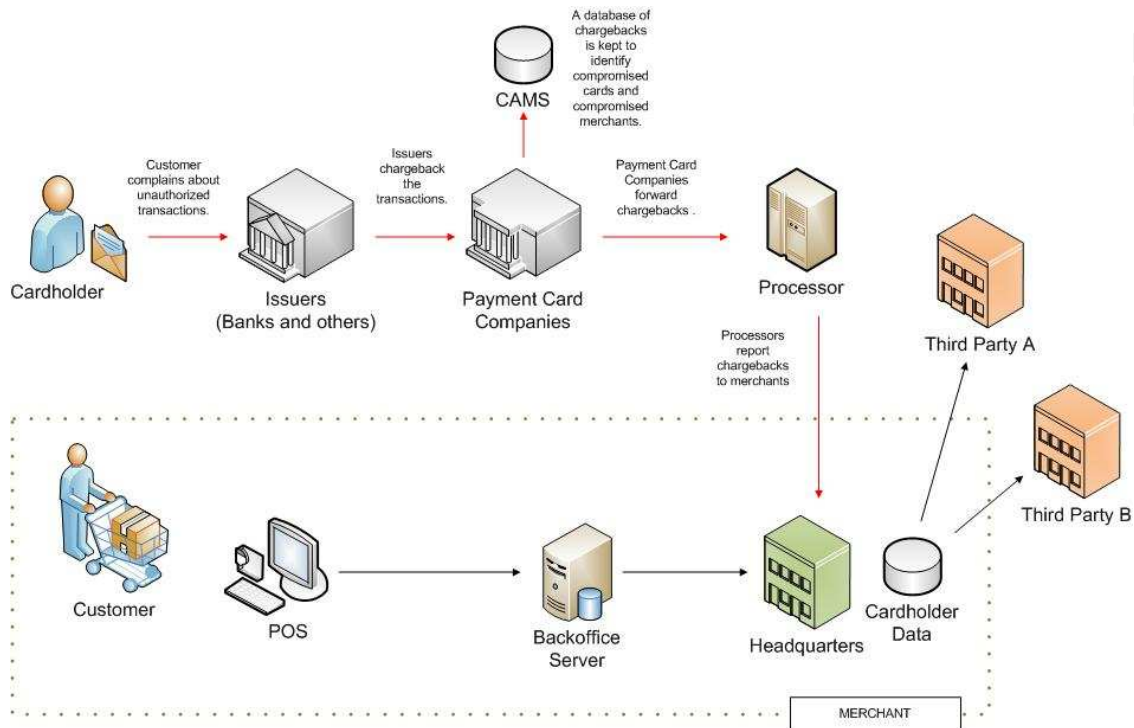 A database of
chargebacks
is kept to
identify
compromised
cards and
compromised
merchants.
CAMS
Customer
complains about
unauthorized
transactions.
Issuers
chargeback
the
transactions.
Payment Card
Companies
forward
chargebacks .
Cardholder
Issuers
(Banks and others)
Payment Card
Companies
Processor
Third Party A
Processors
report
chargebacks
to merchants
Third Party B
Customer
POS
Backoffice
Server
Headquarters
Cardholder
Data
MERCHANT